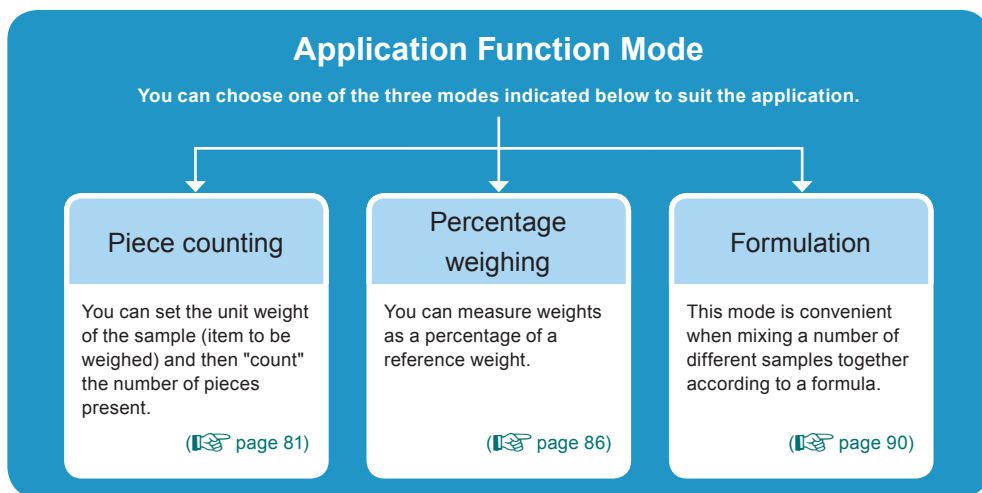 Application Function Mode
You can choose one of the three modes indicated below to suit the application.
Piece counting
You can set the unit weight
of the sample (item to be
weighed) and then "count"
the number of pieces
present.
(☞ page 81)
Percentage
weighing
You can measure weights
as a percentage of a
reference weight.
(☞ page 86)
Formulation
This mode is convenient
when mixing a number of
different samples together
according to a formula.
(☞ page 90)